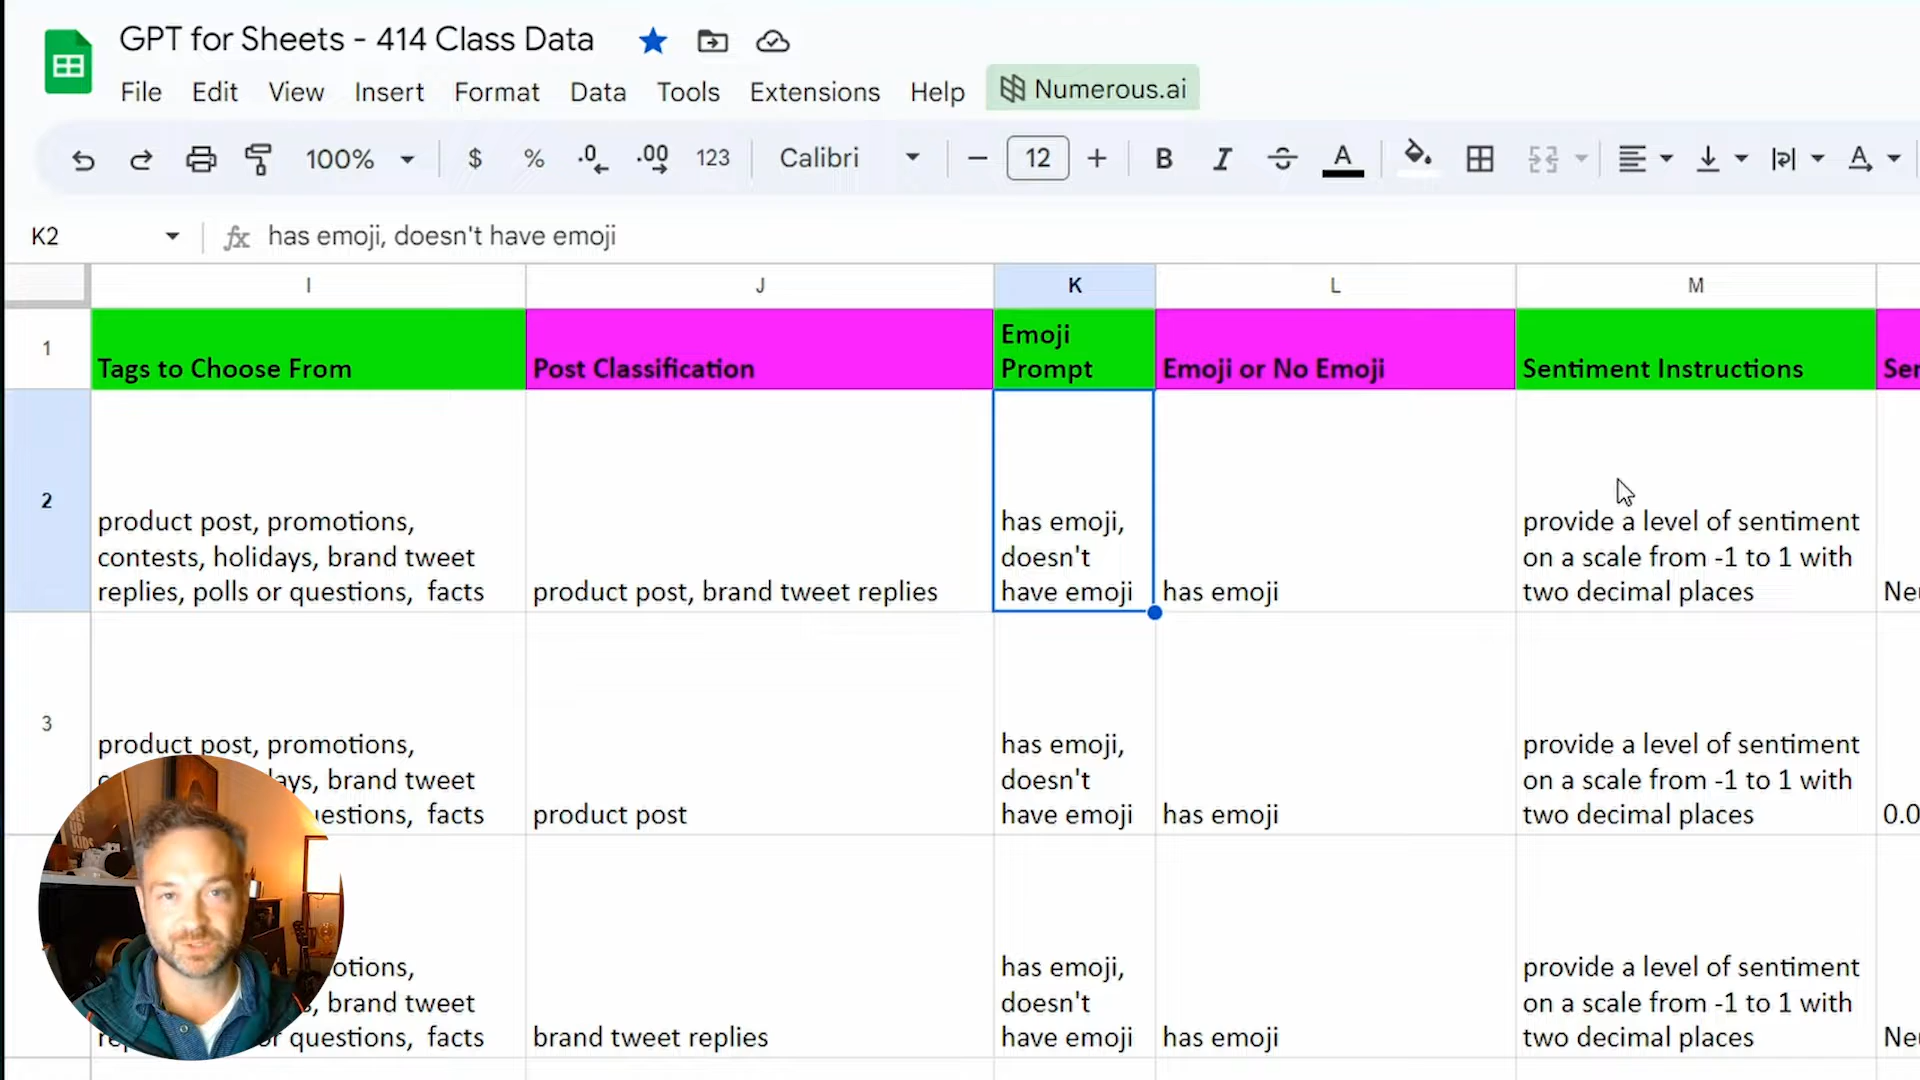 GPT for Sheets - 414 Class Data
File Edit View Insert Format Data Tools Extensions Help Numerous.ai
100% $ % .0 .00 123 Calibri 12 B I S A A
K2 fx has emoji, doesn't have emoji
I J K L M
1 Tags to Choose From Post Classification Emoji Prompt Emoji or No Emoji Sentiment Instructions
2
product post, promotions,
contests, holidays, brand tweet
replies, polls or questions, facts
product post, brand tweet replies
has emoji,
doesn't
have emoji
has emoji
provide a level of sentiment
on a scale from -1 to 1 with
two decimal places
3
product post, promotions,
brand tweet
facts
product post
has emoji,
doesn't
have emoji
has emoji
provide a level of sentiment
on a scale from -1 to 1 with
two decimal places
0.0
brand tweet
questions, facts
brand tweet replies
has emoji,
doesn't
have emoji
has emoji
provide a level of sentiment
on a scale from -1 to 1 with
two decimal places